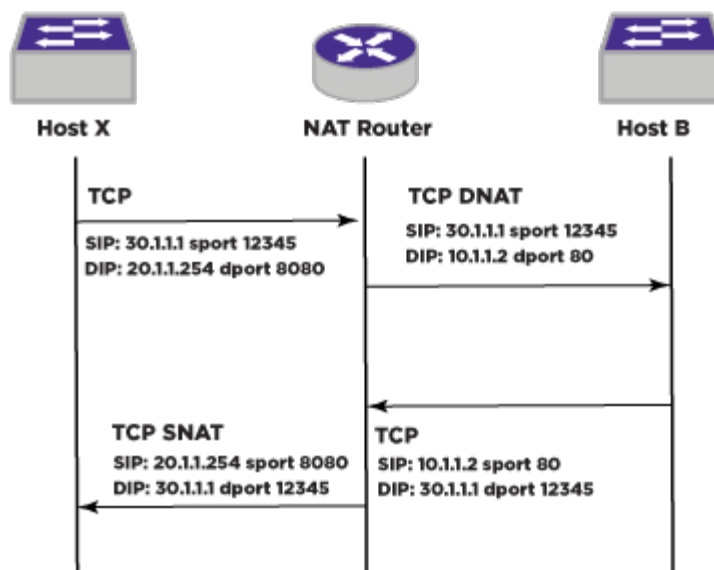 Host X
NAT Router
Host B
TCP
SIP: 30.1.1.1 sport 12345
DIP: 20.1.1.254 dport 8080
TCP DNAT
SIP: 30.1.1.1 sport 12345
DIP: 10.1.1.2 dport 80
TCP SNAT
SIP: 20.1.1.254 sport 8080
DIP: 30.1.1.1 dport 12345
TCP
SIP: 10.1.1.2 sport 80
DIP: 30.1.1.1 dport 12345